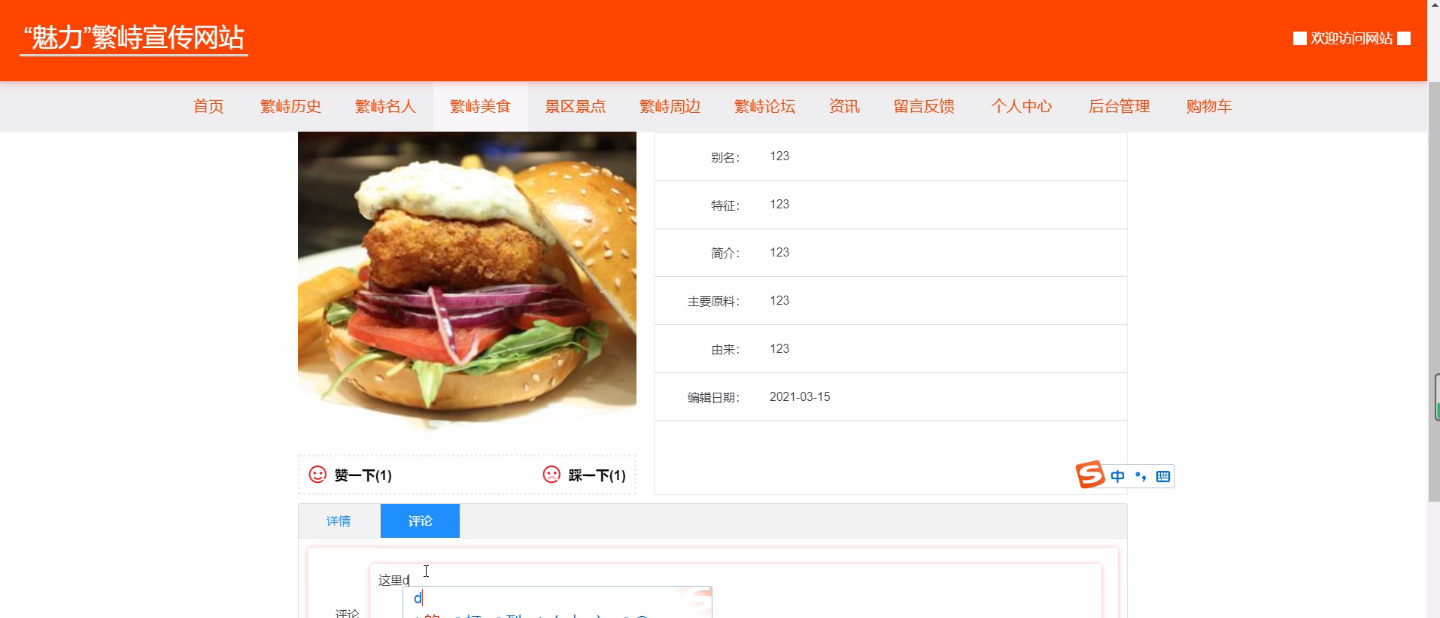 “魅力”繁峙宣传网站
欢迎访问网站
首页 繁峙历史 繁峙名人 繁峙美食 景区景点 繁峙周边 繁峙论坛 资讯 留言反馈 个人中心 后台管理 购物车
别名： 123
特征： 123
简介： 123
主要原料： 123
由来： 123
编辑日期： 2021-03-15
赞一下(1) 踩一下(1)
中
详情 评论
这里d
d
评论